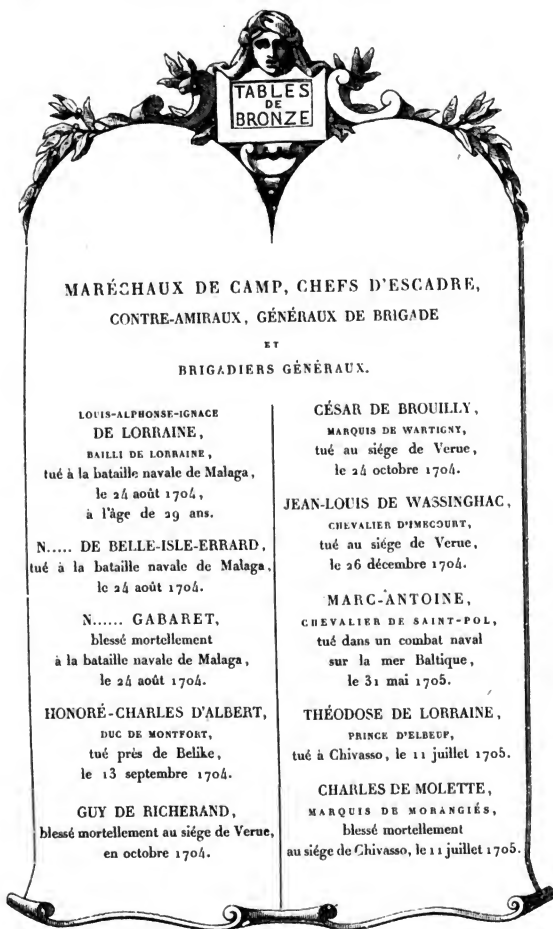 TABLES
DE
BRONZE
MARÉCHAUX DE CAMP, CHEFS D'ESCADRE,
CONTRE-AMIRAUX, GÉNÉRAUX DE BRIGADE
ET
BRIGADIERS GÉNÉRAUX.
LOUIS-ALPHONSE-IGNACE
DE LORRAINE,
BAILLI DE LORRAINE,
tué à la bataille navale de Malaga,
le 24 août 1704,
à l'âge de 29 ans.
N..... DE BELLE-ISLE-ERRARD,
tué à la bataille navale de Malaga,
le 24 août 1704.
N...... GABARET,
blessé mortellement
à la bataille navale de Malaga,
le 24 août 1704.
HONORÉ-CHARLES D'ALBERT,
DUC DE MONTFORT,
tué près de Belike,
le 13 septembre 1704.
GUY DE RICHERAND,
blessé mortellement au siége de Verue,
en octobre 1704.
CÉSAR DE BROUILLY,
MARQUIS DE WARTIGNY,
tué au siége de Verue,
le 24 octobre 1704.
JEAN-LOUIS DE WASSINGHAC,
CHEVALIER D'IMECOURT,
tué au siége de Verue,
le 26 décembre 1704.
MARC-ANTOINE,
CHEVALIER DE SAINT-POL,
tué dans un combat naval
sur la mer Baltique,
le 31 mai 1705.
THÉODOSE DE LORRAINE,
PRINCE D'ELBEUF,
tué à Chivasso, le 11 juillet 1705.
CHARLES DE MOLETTE,
MARQUIS DE MORANGIÉS,
blessé mortellement
au siége de Chivasso, le 11 juillet 1705.